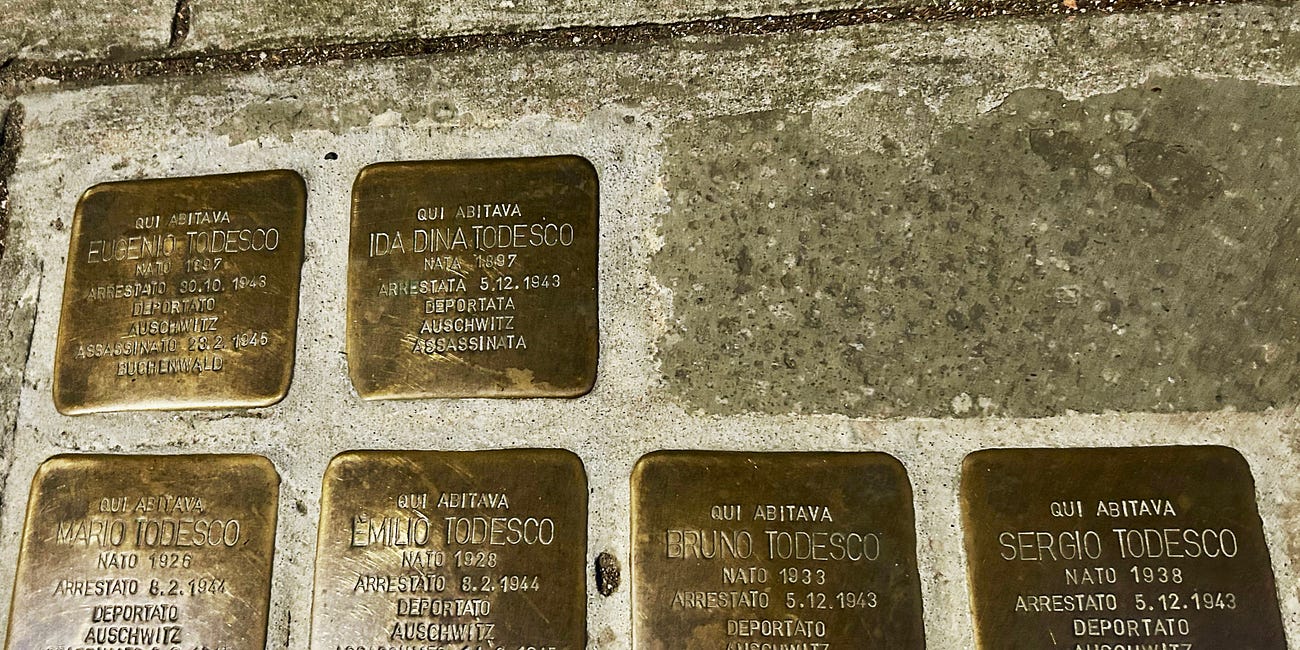 QUI ABITAVA
EUGENIO TODESCO
NATO 1897
ARRESTATO 30.10.1943
DEPORTATO
AUSCHWITZ
ASSASSINATO 28.2.1945
BUCHENWALD
QUI ABITAVA
IDA DINA TODESCO
NATA 1897
ARRESTATA 5.12.1943
DEPORTATA
AUSCHWITZ
ASSASSINATA
QUI ABITAVA
MARIO TODESCO
NATO 1926
ARRESTATO 8.2.1944
DEPORTATO
AUSCHWITZ
QUI ABITAVA
EMILIO TODESCO
NATO 1928
ARRESTATO 8.2.1944
DEPORTATO
AUSCHWITZ
QUI ABITAVA
BRUNO TODESCO
NATO 1933
ARRESTATO 5.12.1943
DEPORTATO
AUSCHWITZ
QUI ABITAVA
SERGIO TODESCO
NATO 1938
ARRESTATO 5.12.1943
DEPORTATO
AUSCHWITZ